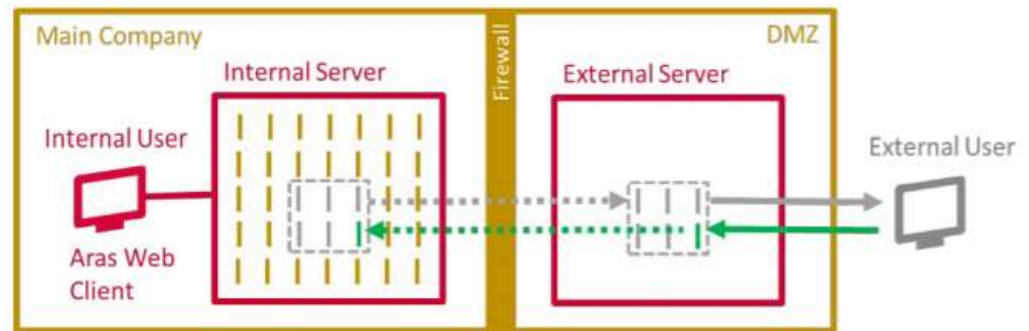 Main Company
DMZ
Internal Server
Firewall
External Server
Internal User
External User
Aras Web
Client